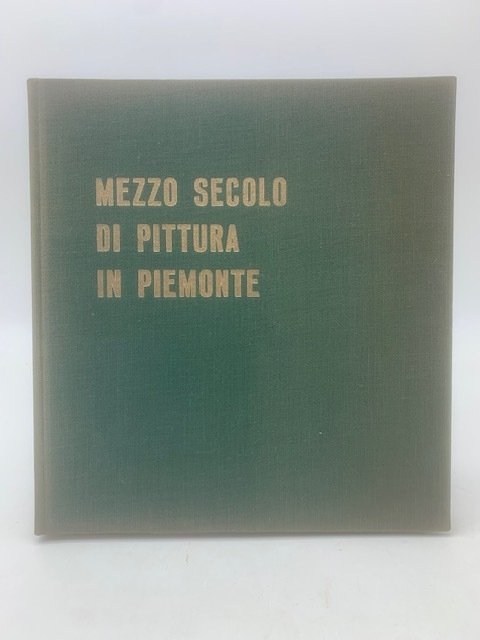 MEZZO SECOLO
DI PITTURA
IN PIEMONTE